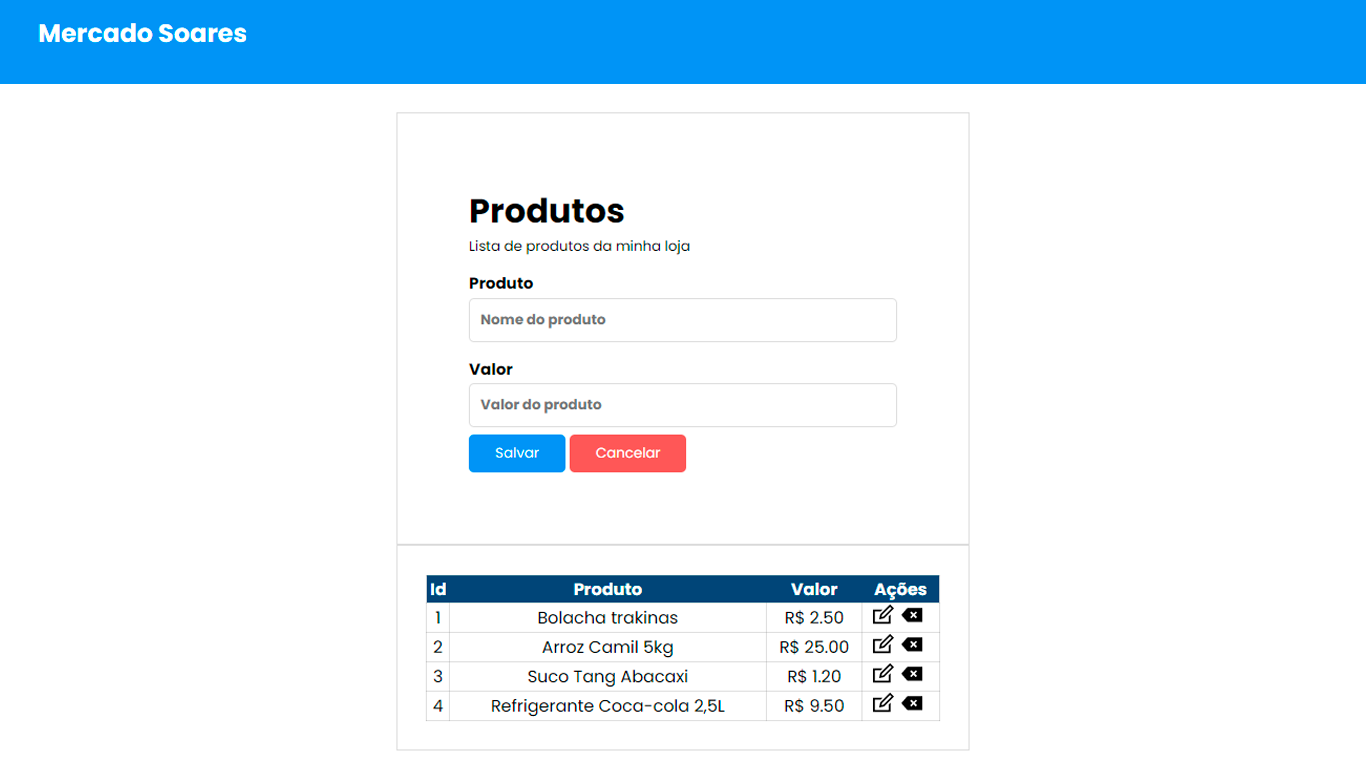 Mercado Soares
Produtos
Lista de produtos da minha loja
Produto
Nome do produto
Valor
Valor do produto
Salvar Cancelar
Id Produto Valor Ações
1 Bolacha trakinas R$ 2.50
2 Arroz Camil 5kg R$ 25.00
3 Suco Tang Abacaxi R$ 1.20
4 Refrigerante Coca-cola 2,5L R$ 9.50